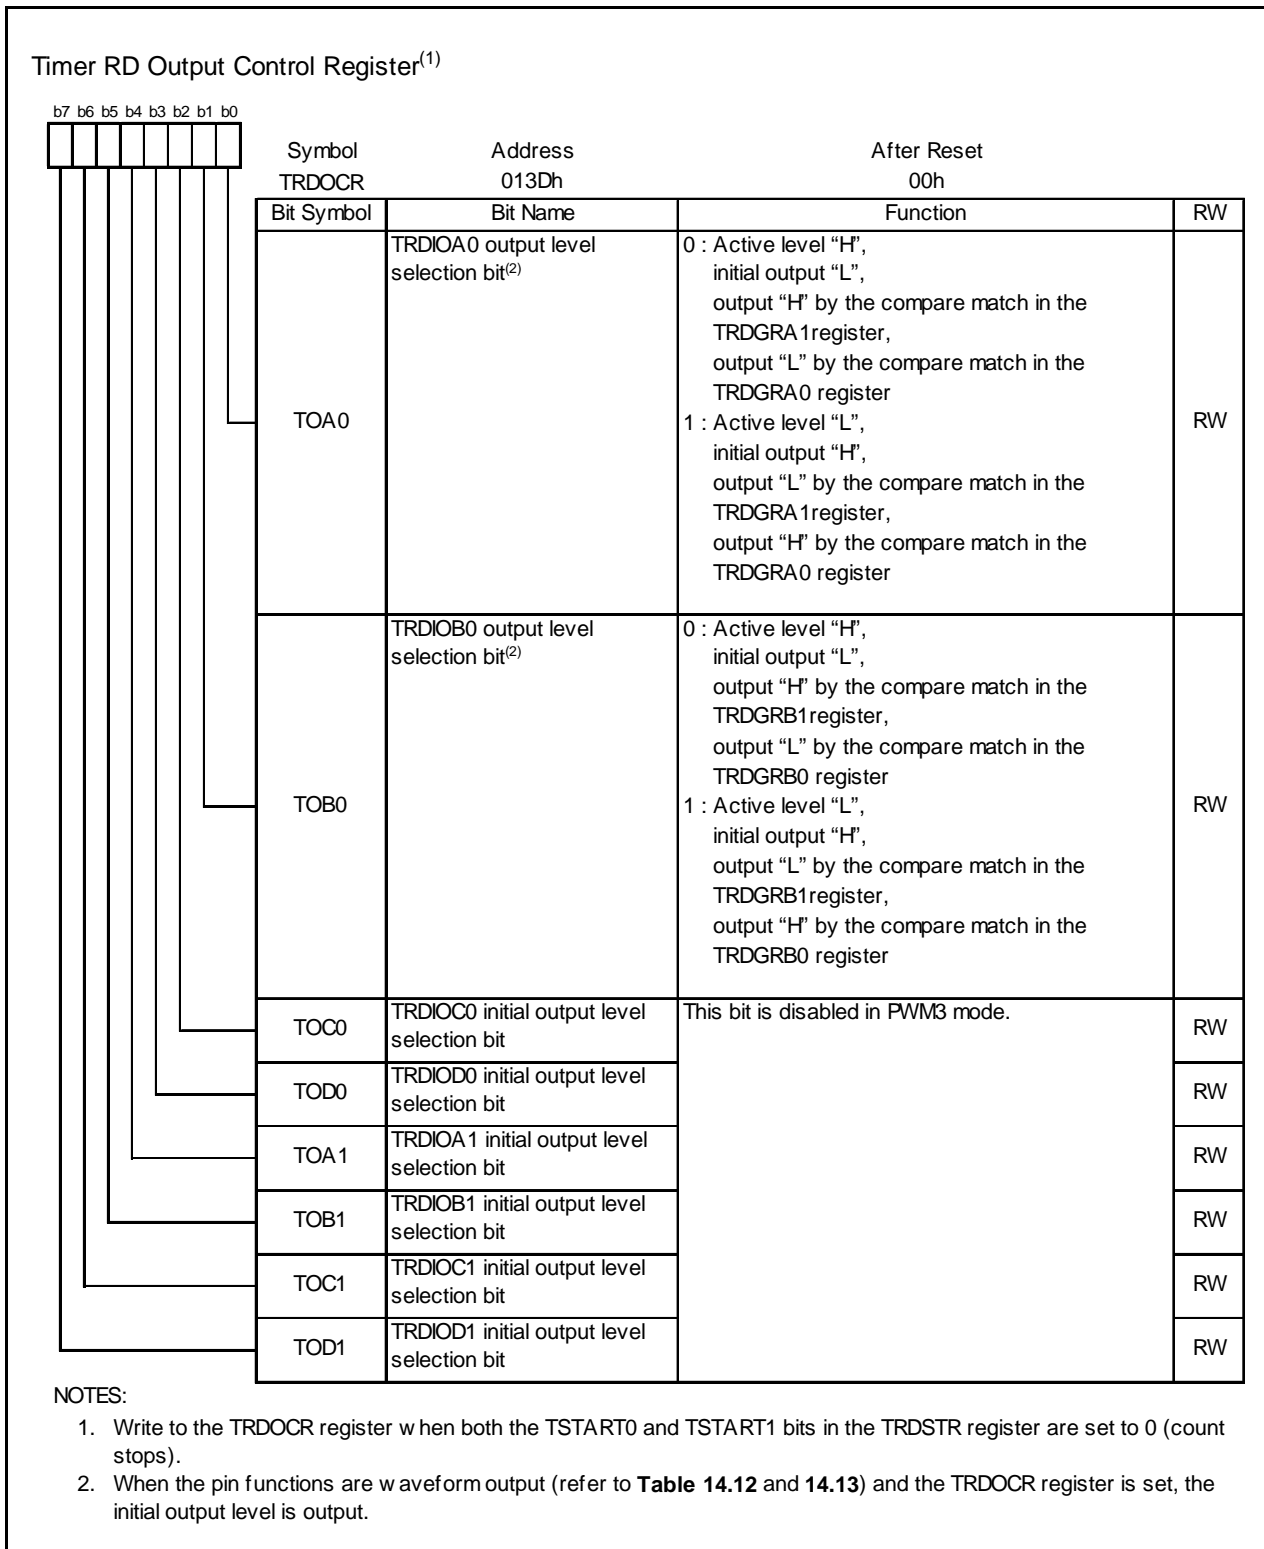 Timer RD Output Control Register(1)
b7 b6 b5 b4 b3 b2 b1 b0
Symbol Address After Reset
TRDOCR 013Dh 00h
Bit Symbol Bit Name Function RW
TOA0 TRDIOA0 output level selection bit(2) RW
0 : Active level “H”,
initial output “L”,
output “H” by the compare match in the
TRDGRA1register,
output “L” by the compare match in the
TRDGRA0 register
1 : Active level “L”,
initial output “H”,
output “L” by the compare match in the
TRDGRA1register,
output “H” by the compare match in the
TRDGRA0 register
TOB0 TRDIOB0 output level selection bit(2) RW
0 : Active level “H”,
initial output “L”,
output “H” by the compare match in the
TRDGRB1register,
output “L” by the compare match in the
TRDGRB0 register
1 : Active level “L”,
initial output “H”,
output “L” by the compare match in the
TRDGRB1register,
output “H” by the compare match in the
TRDGRB0 register
TOC0 TRDIOC0 initial output level selection bit This bit is disabled in PWM3 mode. RW
TOD0 TRDIOD0 initial output level selection bit RW
TOA1 TRDIOA1 initial output level selection bit RW
TOB1 TRDIOB1 initial output level selection bit RW
TOC1 TRDIOC1 initial output level selection bit RW
TOD1 TRDIOD1 initial output level selection bit RW
NOTES:
1. Write to the TRDOCR register when both the TSTART0 and TSTART1 bits in the TRDSTR register are set to 0 (count
stops).
2. When the pin functions are waveform output (refer to Table 14.12 and 14.13) and the TRDOCR register is set, the
initial output level is output.